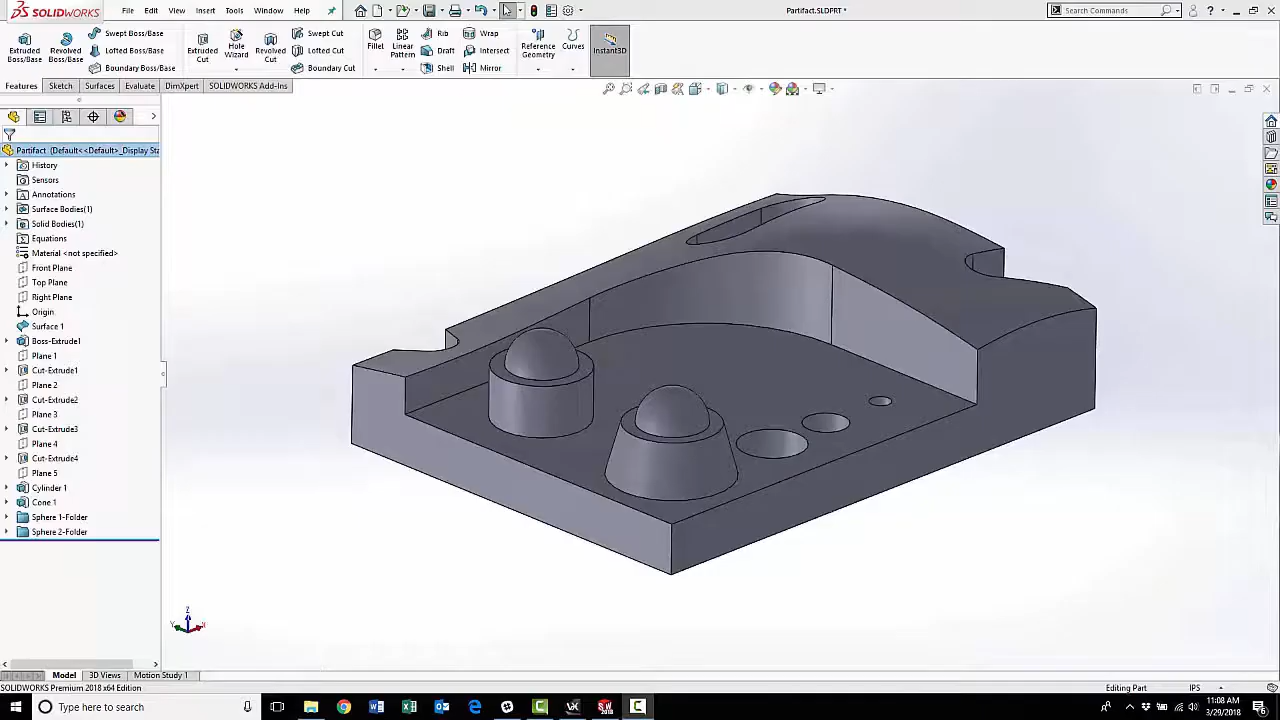 SOLIDWORKS File Edit View Insert Tools Window Help Partifact.SLDPRT * Search Commands ?
Extruded Boss/Base
Revolved Boss/Base
Swept Boss/Base
Lofted Boss/Base
Boundary Boss/Base
Extruded Cut
Hole Wizard
Revolved Cut
Swept Cut
Lofted Cut
Boundary Cut
Fillet
Linear Pattern
Rib
Draft
Shell
Wrap
Intersect
Mirror
Reference Geometry
Curves
Instant3D
Features Sketch Surfaces Evaluate DimXpert SOLIDWORKS Add-Ins
Partifact (Default<<Default>_Display Sta
History
Sensors
Annotations
Surface Bodies(1)
Solid Bodies(1)
Equations
Material <not specified>
Front Plane
Top Plane
Right Plane
Origin
Surface 1
Boss-Extrude1
Plane 1
Cut-Extrude1
Plane 2
Cut-Extrude2
Plane 3
Cut-Extrude3
Plane 4
Cut-Extrude4
Plane 5
Cylinder 1
Cone 1
Sphere 1-Folder
Sphere 2-Folder
Z
Y X
Model 3D Views Motion Study 1
SOLIDWORKS Premium 2018 x64 Edition Editing Part IPS
Type here to search 11:08 AM
3/29/2018